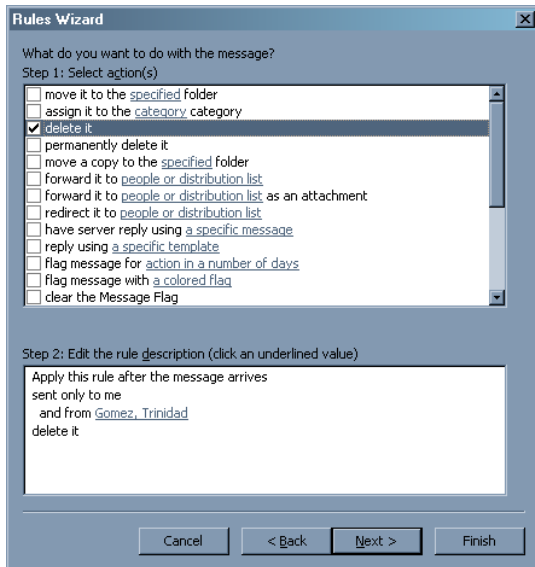 Rules Wizard
What do you want to do with the message?
Step 1: Select action(s)
move it to the specified folder
assign it to the category category
delete it
permanently delete it
move a copy to the specified folder
forward it to people or distribution list
forward it to people or distribution list as an attachment
redirect it to people or distribution list
have server reply using a specific message
reply using a specific template
flag message for action in a number of days
flag message with a colored flag
clear the Message Flag
Step 2: Edit the rule description (click an underlined value)
Apply this rule after the message arrives
sent only to me
and from Gomez, Trinidad
delete it
Cancel
< Back
Next >
Finish